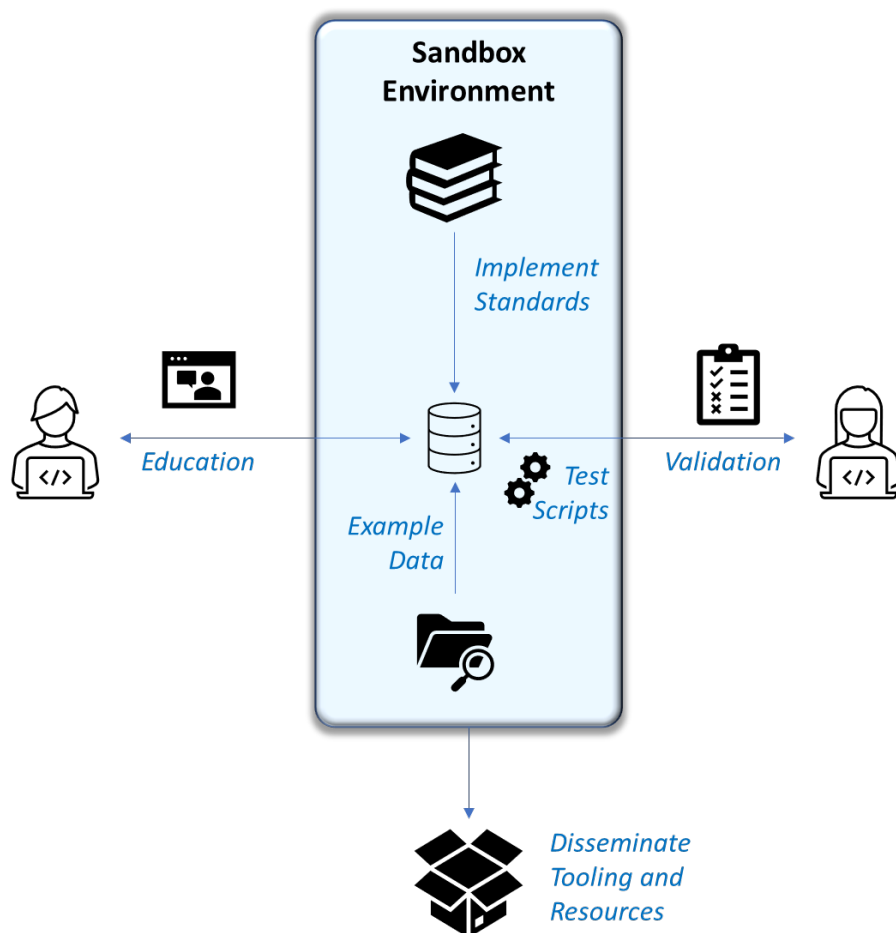 Sandbox
Environment
Implement
Standards
Education
Validation
</>
</>
Test
Scripts
Example
Data
Disseminate
Tooling and
Resources